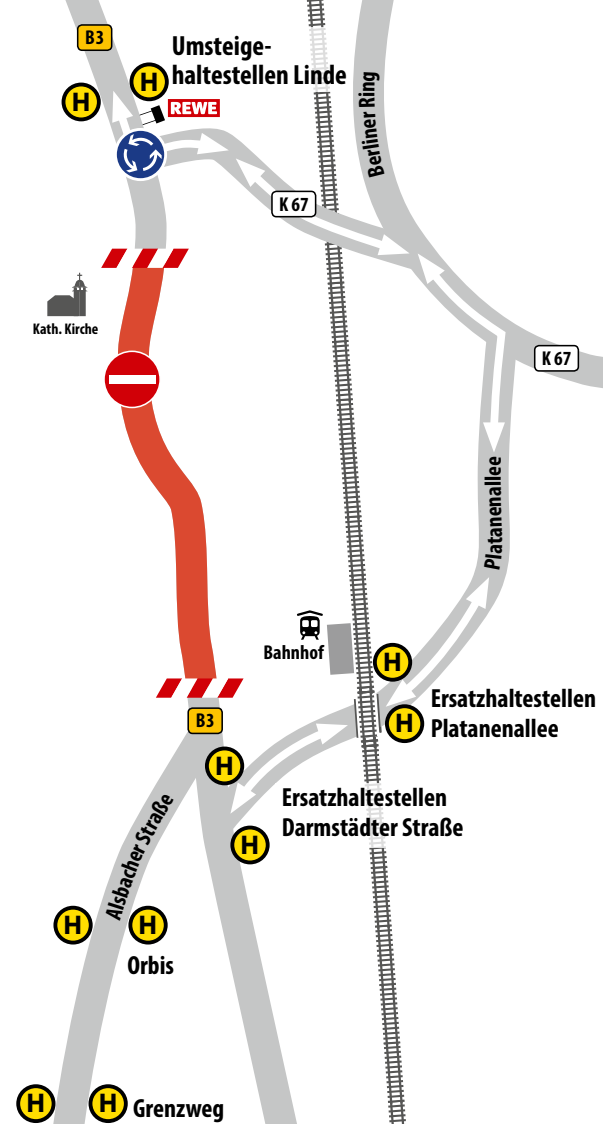 B3
Umsteige-
haltestellen Linde
H
H
REWE
Berliner Ring
K 67
Kath. Kirche
K 67
Platanenallee
Bahnhof
H
Ersatzhaltestellen
Platanenallee
H
B3
H
Ersatzhaltestellen
Darmstädter Straße
H
Alsbacher Straße
H
H
Orbis
H
H
Grenzweg